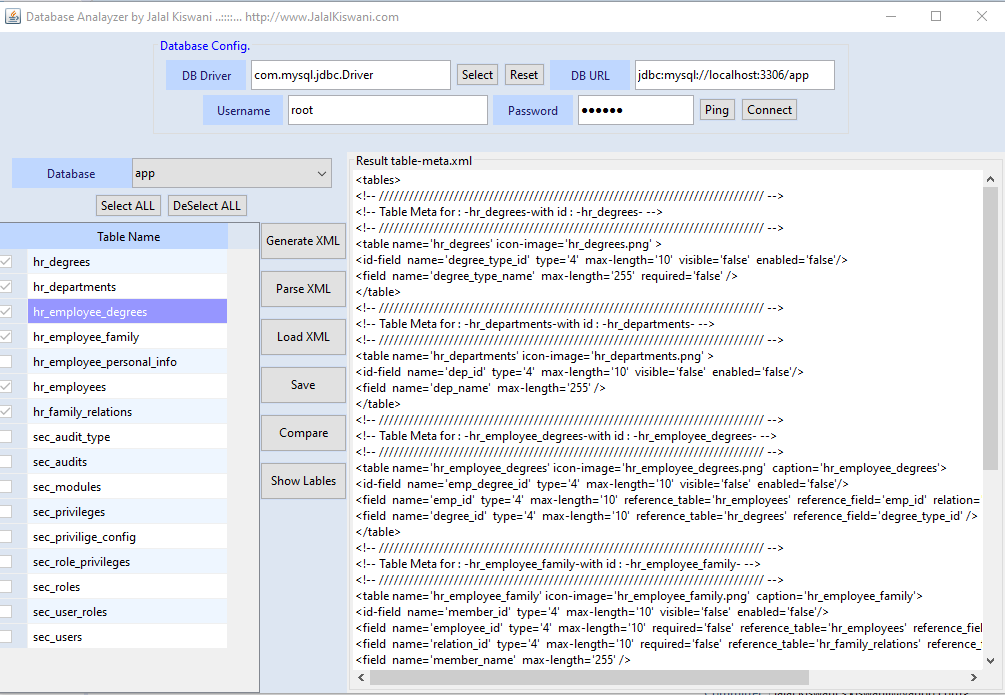 Database Analayzer by Jalal Kiswani ..::::... http://www.JalalKiswani.com
Database Config.
DB Driver com.mysql.jdbc.Driver Select Reset DB URL jdbc:mysql://localhost:3306/app
Username root Password ●●●●●● Ping Connect
Database app
Select ALL DeSelect ALL
Table Name
hr_degrees
hr_departments
hr_employee_degrees
hr_employee_family
hr_employee_personal_info
hr_employees
hr_family_relations
sec_audit_type
sec_audits
sec_modules
sec_privileges
sec_privilige_config
sec_role_privileges
sec_roles
sec_user_roles
sec_users
Generate XML
Parse XML
Load XML
Save
Compare
Show Lables
Result table-meta.xml
<tables>
<!-- ///////////////////////////////////////////////////////////////////////////// -->
<!-- Table Meta for : -hr_degrees-with id : -hr_degrees- -->
<!-- ///////////////////////////////////////////////////////////////////////////// -->
<table name='hr_degrees' icon-image='hr_degrees.png' >
<id-field name='degree_type_id' type='4' max-length='10' visible='false' enabled='false'/>
<field name='degree_type_name' max-length='255' required='false' />
</table>
<!-- ///////////////////////////////////////////////////////////////////////////// -->
<!-- Table Meta for : -hr_departments-with id : -hr_departments- -->
<!-- ///////////////////////////////////////////////////////////////////////////// -->
<table name='hr_departments' icon-image='hr_departments.png' >
<id-field name='dep_id' type='4' max-length='10' visible='false' enabled='false'/>
<field name='dep_name' max-length='255' />
</table>
<!-- ///////////////////////////////////////////////////////////////////////////// -->
<!-- Table Meta for : -hr_employee_degrees-with id : -hr_employee_degrees- -->
<!-- ///////////////////////////////////////////////////////////////////////////// -->
<table name='hr_employee_degrees' icon-image='hr_employee_degrees.png' caption='hr_employee_degrees'>
<id-field name='emp_degree_id' type='4' max-length='10' visible='false' enabled='false'/>
<field name='emp_id' type='4' max-length='10' reference_table='hr_employees' reference_field='emp_id' relation=
<field name='degree_id' type='4' max-length='10' reference_table='hr_degrees' reference_field='degree_type_id' />
</table>
<!-- ///////////////////////////////////////////////////////////////////////////// -->
<!-- Table Meta for : -hr_employee_family-with id : -hr_employee_family- -->
<!-- ///////////////////////////////////////////////////////////////////////////// -->
<table name='hr_employee_family' icon-image='hr_employee_family.png' caption='hr_employee_family'>
<id-field name='member_id' type='4' max-length='10' visible='false' enabled='false'/>
<field name='employee_id' type='4' max-length='10' required='false' reference_table='hr_employees' reference_fiel
<field name='relation_id' type='4' max-length='10' required='false' reference_table='hr_family_relations' reference_
<field name='member_name' max-length='255' />